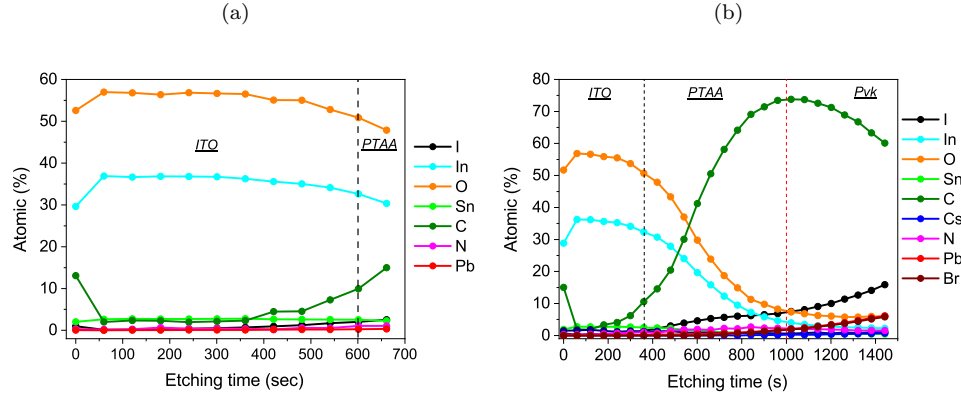 (a)
(b)
60
50
40
30
20
10
0
Atomic (%)
0 100 200 300 400 500 600 700
Etching time (sec)
ITO
PTAA
I
In
O
Sn
C
N
Pb
80
70
60
50
40
30
20
10
0
Atomic (%)
0 200 400 600 800 1000 1200 1400
Etching time (s)
ITO
PTAA
Pvk
I
In
O
Sn
C
Cs
N
Pb
Br